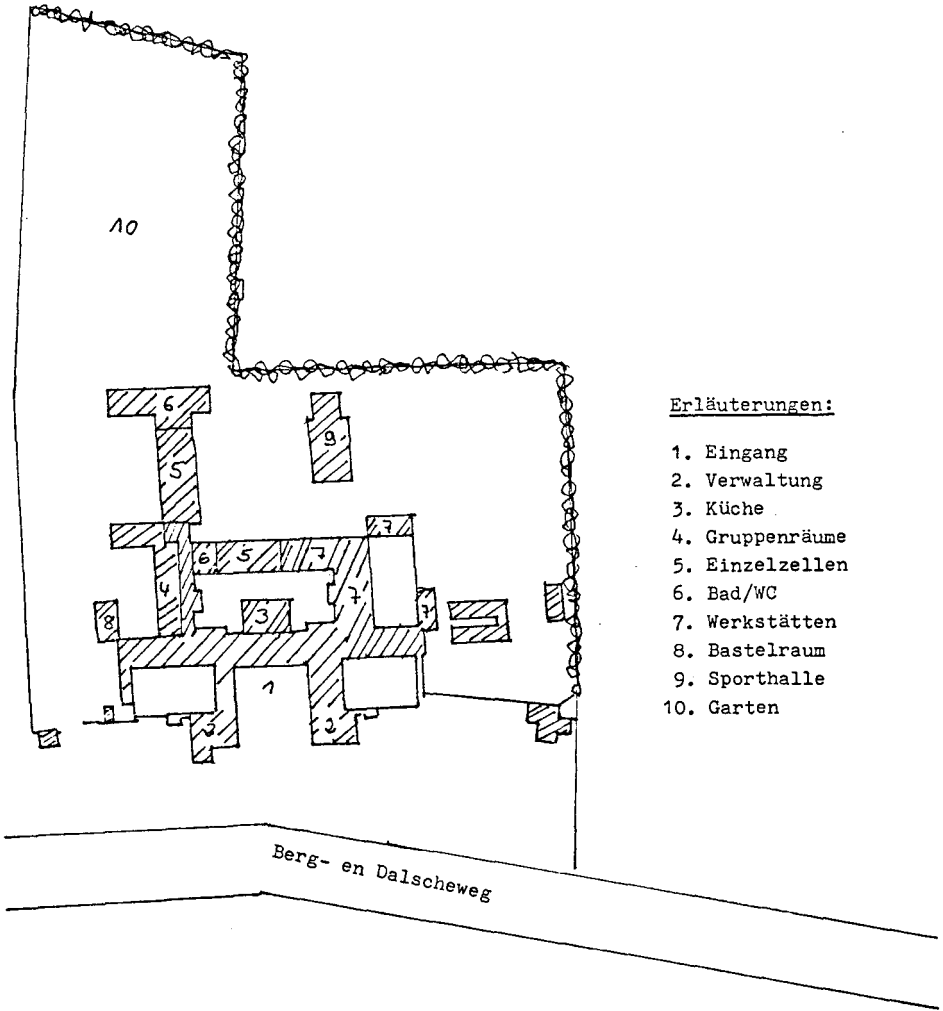 10
6
5
9
7
6
5
7
4
7
3
7
8
1
2
2
Berg- en Dalscheweg
Erläuterungen:
1. Eingang
2. Verwaltung
3. Küche
4. Gruppenräume
5. Einzelzellen
6. Bad/WC
7. Werkstätten
8. Bastelraum
9. Sporthalle
10. Garten